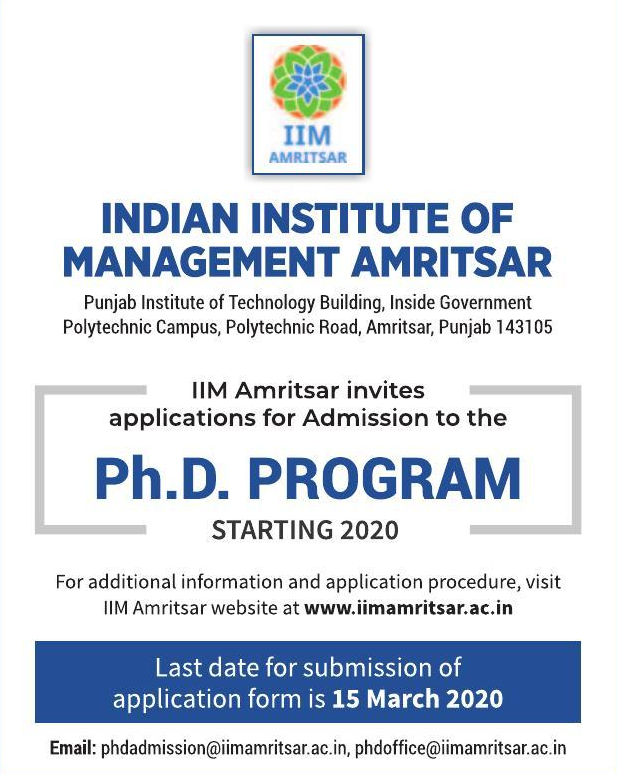 IIM
AMRITSAR
INDIAN INSTITUTE OF
MANAGEMENT AMRITSAR
Punjab Institute of Technology Building, Inside Government
Polytechnic Campus, Polytechnic Road, Amritsar, Punjab 143105
IIM Amritsar invites
applications for Admission to the
Ph.D. PROGRAM
STARTING 2020
For additional information and application procedure, visit
IIM Amritsar website at www.iimamritsar.ac.in
Last date for submission of
application form is 15 March 2020
Email: phdadmission@iimamritsar.ac.in, phdoffice@iimamritsar.ac.in